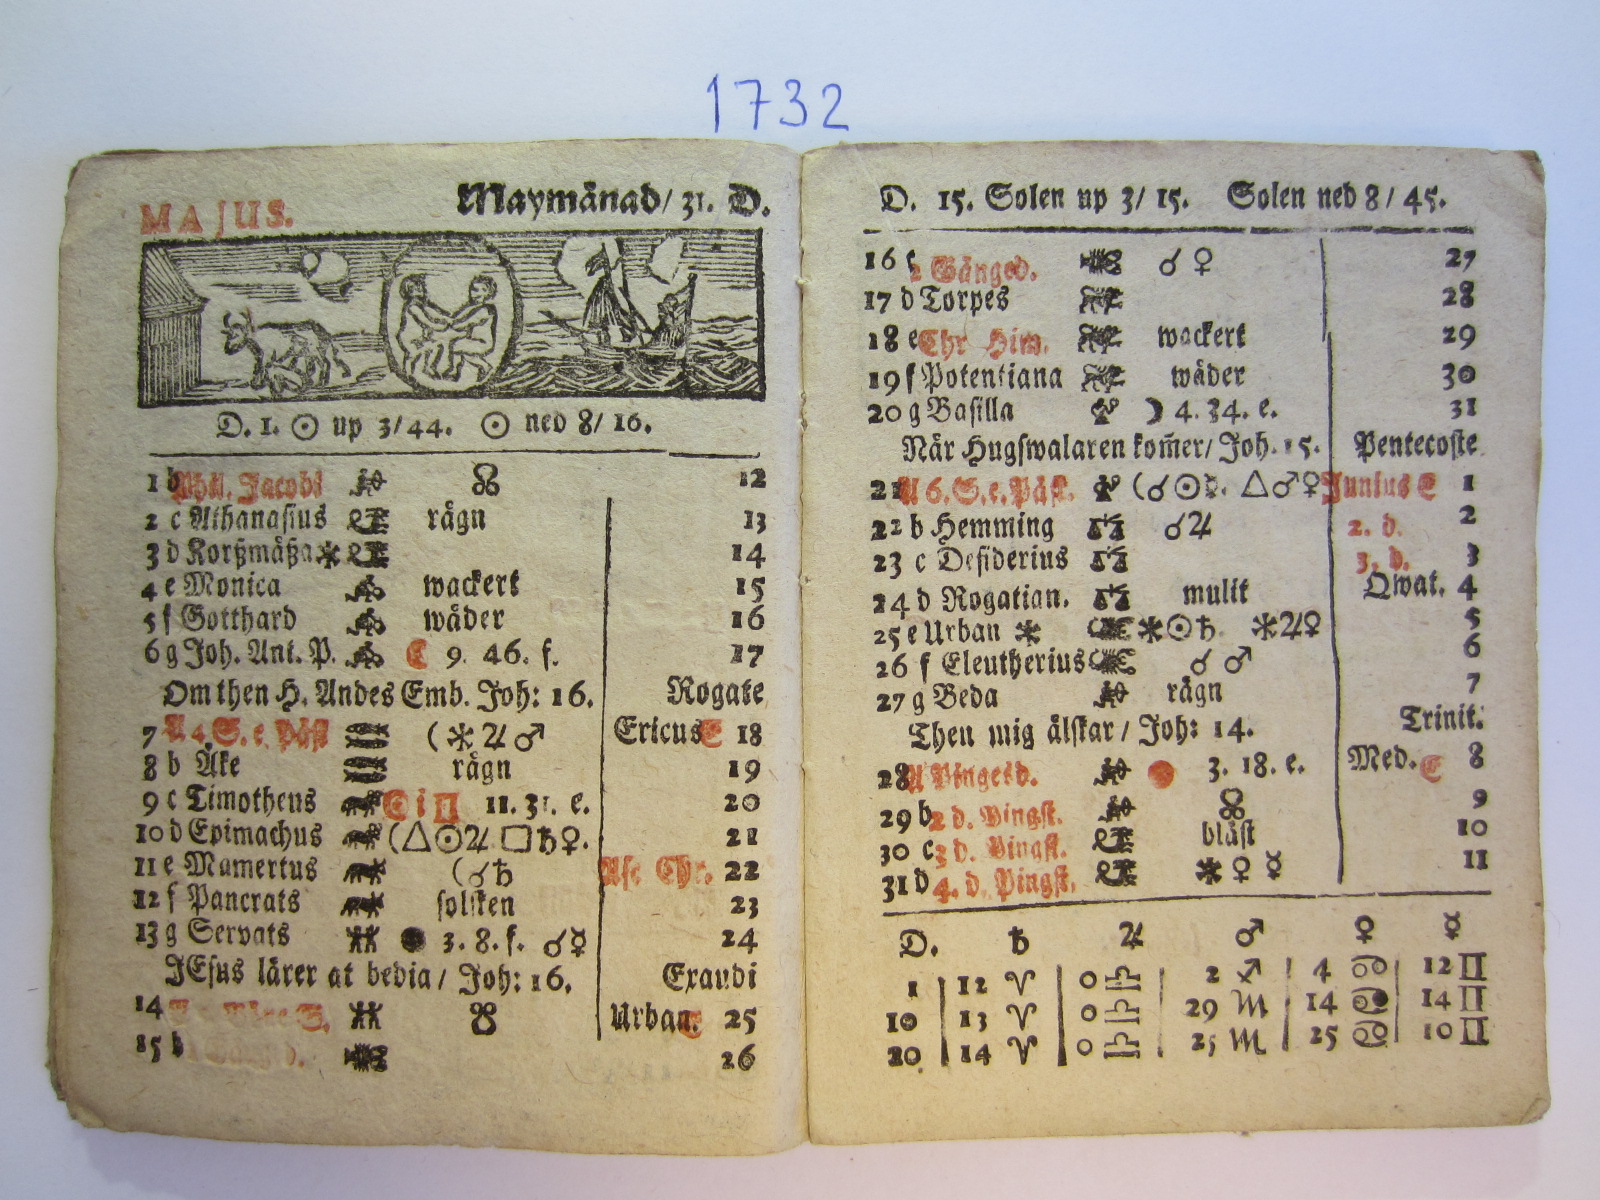 1732
Maymånad/ 31. D.
MAJUS.
D. 1. ☉ up 3/44. ☉ ned 8/ 16.
1 b Phil. Jacobi ☊ 12
2 c Athanasius rägn 13
3 d Korßmäßa * 14
4 e Monica wackert 15
5 f Gotthard wäder 16
6 g Joh. Ant. P. ☾ 9. 46. f. 17
Om then H. Andes Emb. Joh: 16. Rogate
7 A 4 S. e. Påsk ♓ ( ⚹ ♃ ♂ Ericus E 18
8 b Åke ♓ rägn 19
9 c Timotheus ☉ i ♊ 11. 31. e. 20
10 d Epimachus ( △ ☉ ♃ □ ♄ ♀. 21
11 e Mamertus ( ☌ ♄ Asc Chr. 22
12 f Pancrats solsken 23
13 g Servats ● 3. 8. f. ☌ ☿ 24
JEsus lärer at bedia/ Joh: 16. Exaudi
14 ☋ Urban. E 25
15 b 26
D. 15. Solen up 3/ 15. Solen ned 8/ 45.
16 c 2 Gånged. ☌ ♀ 27
17 d Torpes 28
18 e Chr Him. wackert 29
19 f Potentiana wäder 30
20 g Basilla ☽ 4. 34. e. 31
När Hugswalaren kom̃er/ Joh. 15. Pentecoste
21 A 6. S. e. Påsk. ( ☌ ☉ ☿. △ ♂ ♀ Junius E 1
22 b Hemming ☌ ♃ 2. d. 2
23 c Desiderius 3. d. 3
24 d Rogatian. mulit Qwat. 4
25 e Urban * ⚹ ☉ ♄ ⚹ ♃ ♀ 5
26 f Eleutherius ☌ ♂ 6
27 g Beda rägn 7
Then mig älskar/ Joh: 14. Trinit.
28 A Pingesd. 3. 18. e. Med. E 8
29 b 2 d. Pingst. ☊ 9
30 c 3 d. Pingst. blåst 10
31 d 4. d. Pingst. ⚹ ♀ ☿ 11
D. ♄ ♃ ♂ ♀ ☿
1 12 ♈ 0 ♎ 2 ♐ 4 ♋ 12 ♊
10 13 ♈ 0 ♎ 29 ♏ 14 ♋ 14 ♊
20 14 ♈ 0 ♎ 25 ♏ 25 ♋ 10 ♊